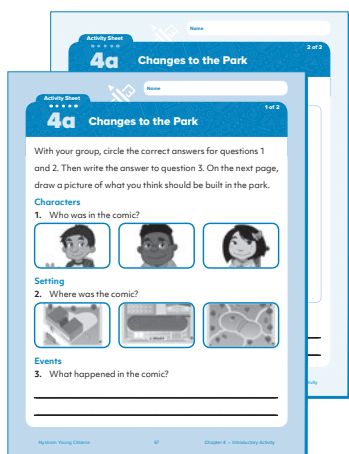 Name
2 of 2
Activity Sheet
4a Changes to the Park
Name
Activity Sheet
1 of 2
4a Changes to the Park
With your group, circle the correct answers for questions 1
and 2. Then write the answer to question 3. On the next page,
draw a picture of what you think should be built in the park.
Characters
1. Who was in the comic?
Setting
2. Where was the comic?
Events
3. What happened in the comic?
Nystrom Young Citizens 67 Chapter 4 – Introductory Activity